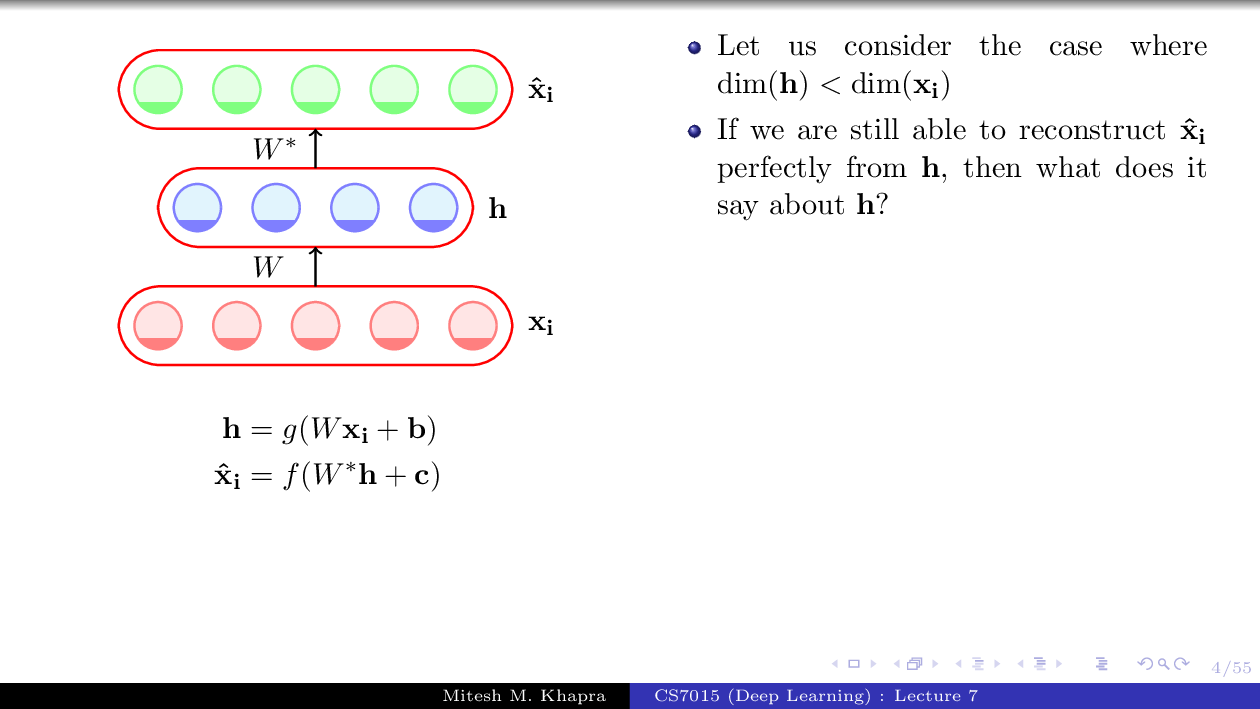 x̂ᵢ
W*
h
W
xᵢ
h = g(Wxᵢ + b)
x̂ᵢ = f(W*h + c)
Let us consider the case where
dim(h) < dim(xᵢ)
If we are still able to reconstruct x̂ᵢ
perfectly from h, then what does it
say about h?
4/55
Mitesh M. Khapra
CS7015 (Deep Learning) : Lecture 7